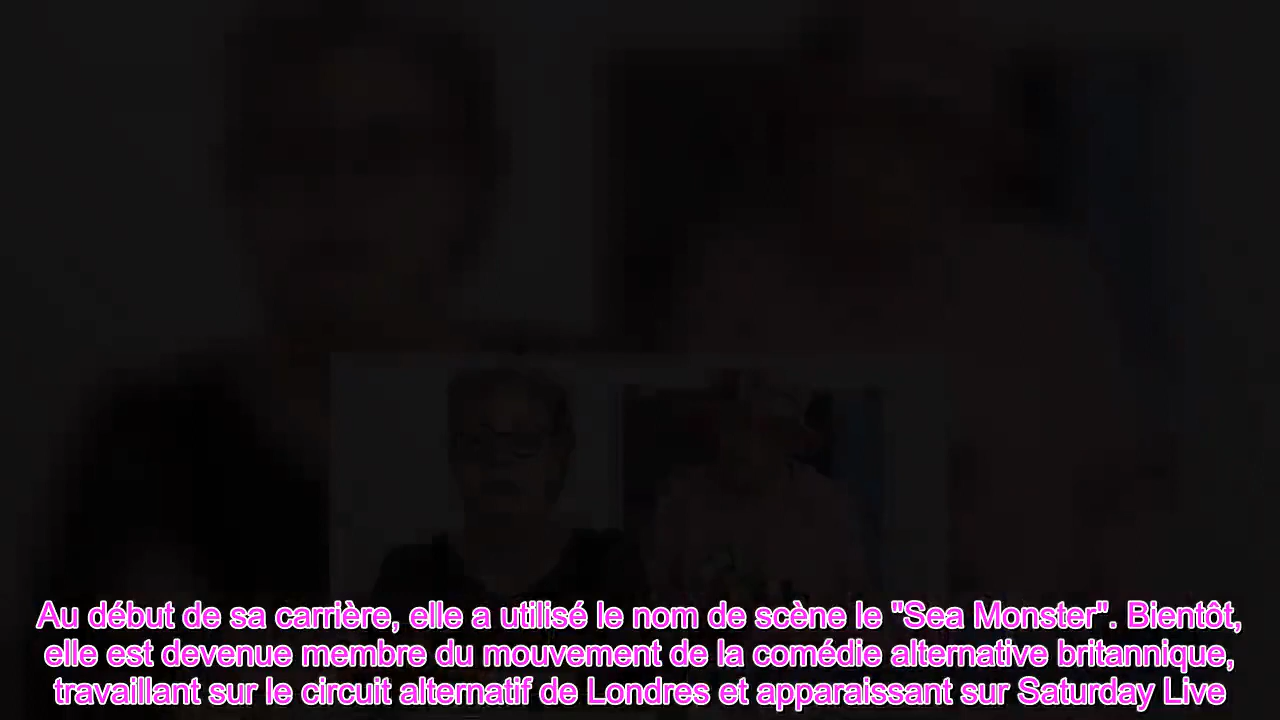 Au début de sa carrière, elle a utilisé le nom de scène le "Sea Monster". Bientôt,
elle est devenue membre du mouvement de la comédie alternative britannique,
travaillant sur le circuit alternatif de Londres et apparaissant sur Saturday Live